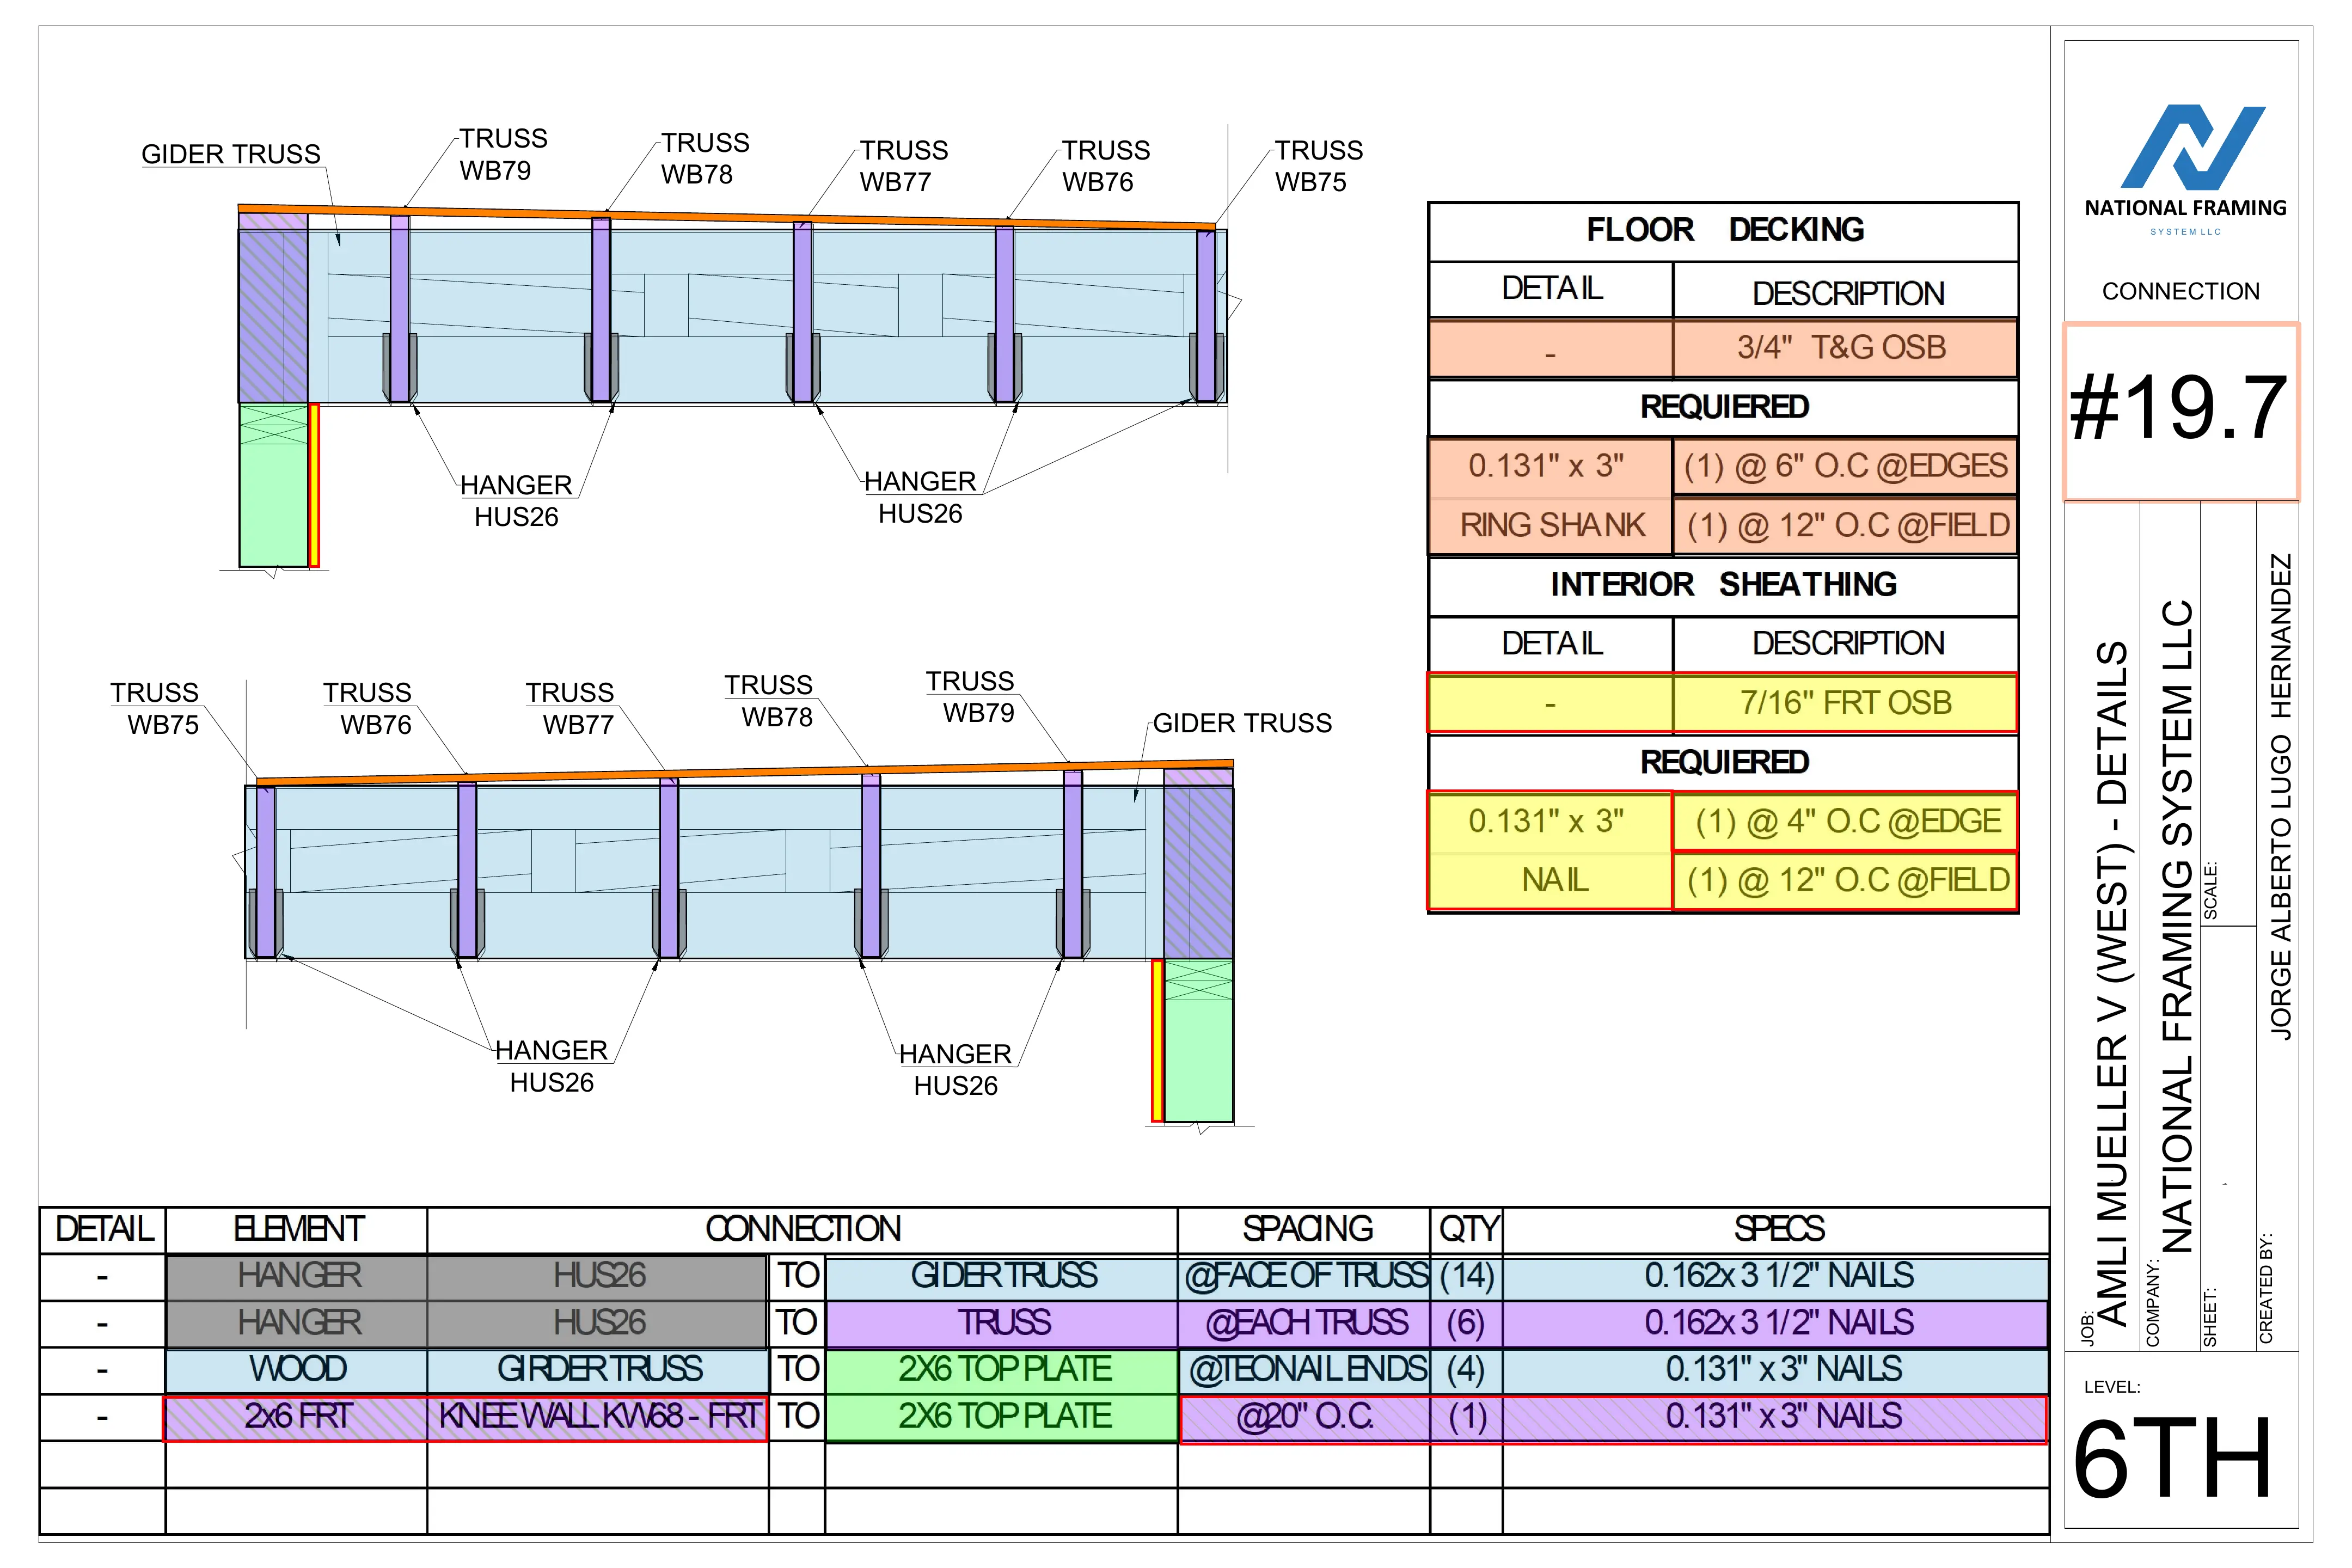 GIDER TRUSS
TRUSS
WB79
TRUSS
WB78
TRUSS
WB77
TRUSS
WB76
TRUSS
WB75
HANGER
HUS26
HANGER
HUS26
TRUSS
WB75
TRUSS
WB76
TRUSS
WB77
TRUSS
WB78
TRUSS
WB79
GIDER TRUSS
HANGER
HUS26
HANGER
HUS26
FLOOR DECKING
DETAIL DESCRIPTION
- 3/4" T&G OSB
REQUIERED
0.131" x 3" (1) @ 6" O.C @EDGES
RING SHANK (1) @ 12" O.C @FIELD
INTERIOR SHEATHING
DETAIL DESCRIPTION
- 7/16" FRT OSB
REQUIERED
0.131" x 3" (1) @ 4" O.C @EDGE
NAIL (1) @ 12" O.C @FIELD
DETAIL ELEMENT CONNECTION SPACING QTY SPECS
- HANGER HUS26 TO GIDER TRUSS @FACE OF TRUSS (14) 0.162x 3 1/2" NAILS
- HANGER HUS26 TO TRUSS @EACH TRUSS (6) 0.162x 3 1/2" NAILS
- WOOD GIRDER TRUSS TO 2X6 TOP PLATE @TEONAIL ENDS (4) 0.131" x 3" NAILS
- 2x6 FRT KNEE WALL KW68 - FRT TO 2X6 TOP PLATE @20" O.C. (1) 0.131" x 3" NAILS
NATIONAL FRAMING
SYSTEM LLC
CONNECTION
#19.7
JOB:
AMLI MUELLER V (WEST) - DETAILS
COMPANY:
NATIONAL FRAMING SYSTEM LLC
SHEET:
SCALE:
CREATED BY:
JORGE ALBERTO LUGO HERNANDEZ
LEVEL:
6TH